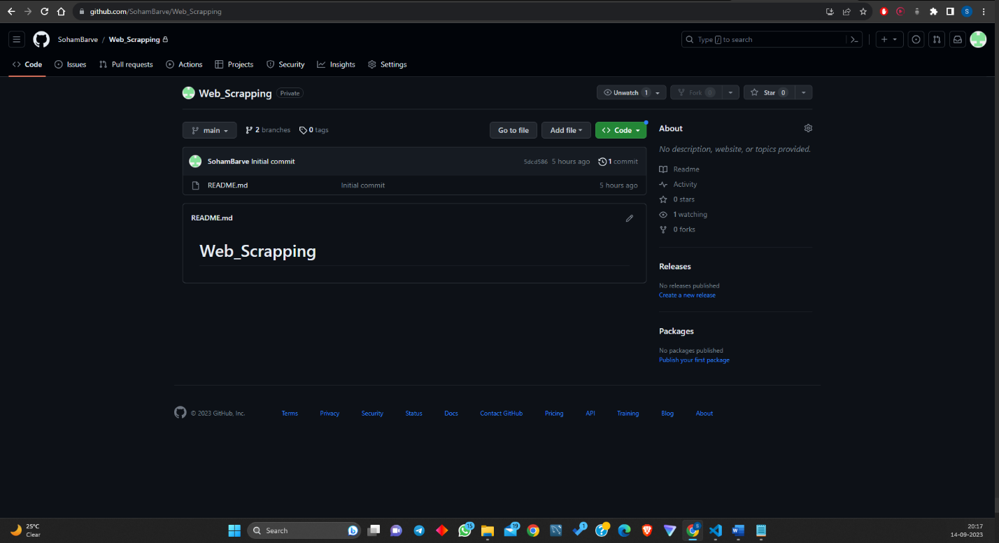 github.com/SohamBarve/Web_Scrapping
S
SohamBarve / Web_Scrapping
Type / to search
Code Issues Pull requests Actions Projects Security Insights Settings
Web_Scrapping Private
Unwatch 1 Fork 0 Star 0
main 2 branches 0 tags
Go to file Add file Code
SohamBarve Initial commit 5dcd586 5 hours ago 1 commit
README.md Initial commit 5 hours ago
README.md
Web_Scrapping
About
No description, website, or topics provided.
Readme
Activity
0 stars
1 watching
0 forks
Releases
No releases published
Create a new release
Packages
No packages published
Publish your first package
© 2023 GitHub, Inc. Terms Privacy Security Status Docs Contact GitHub Pricing API Training Blog About
25°C
Clear
Search
15
19
1
S
20:17
14-09-2023